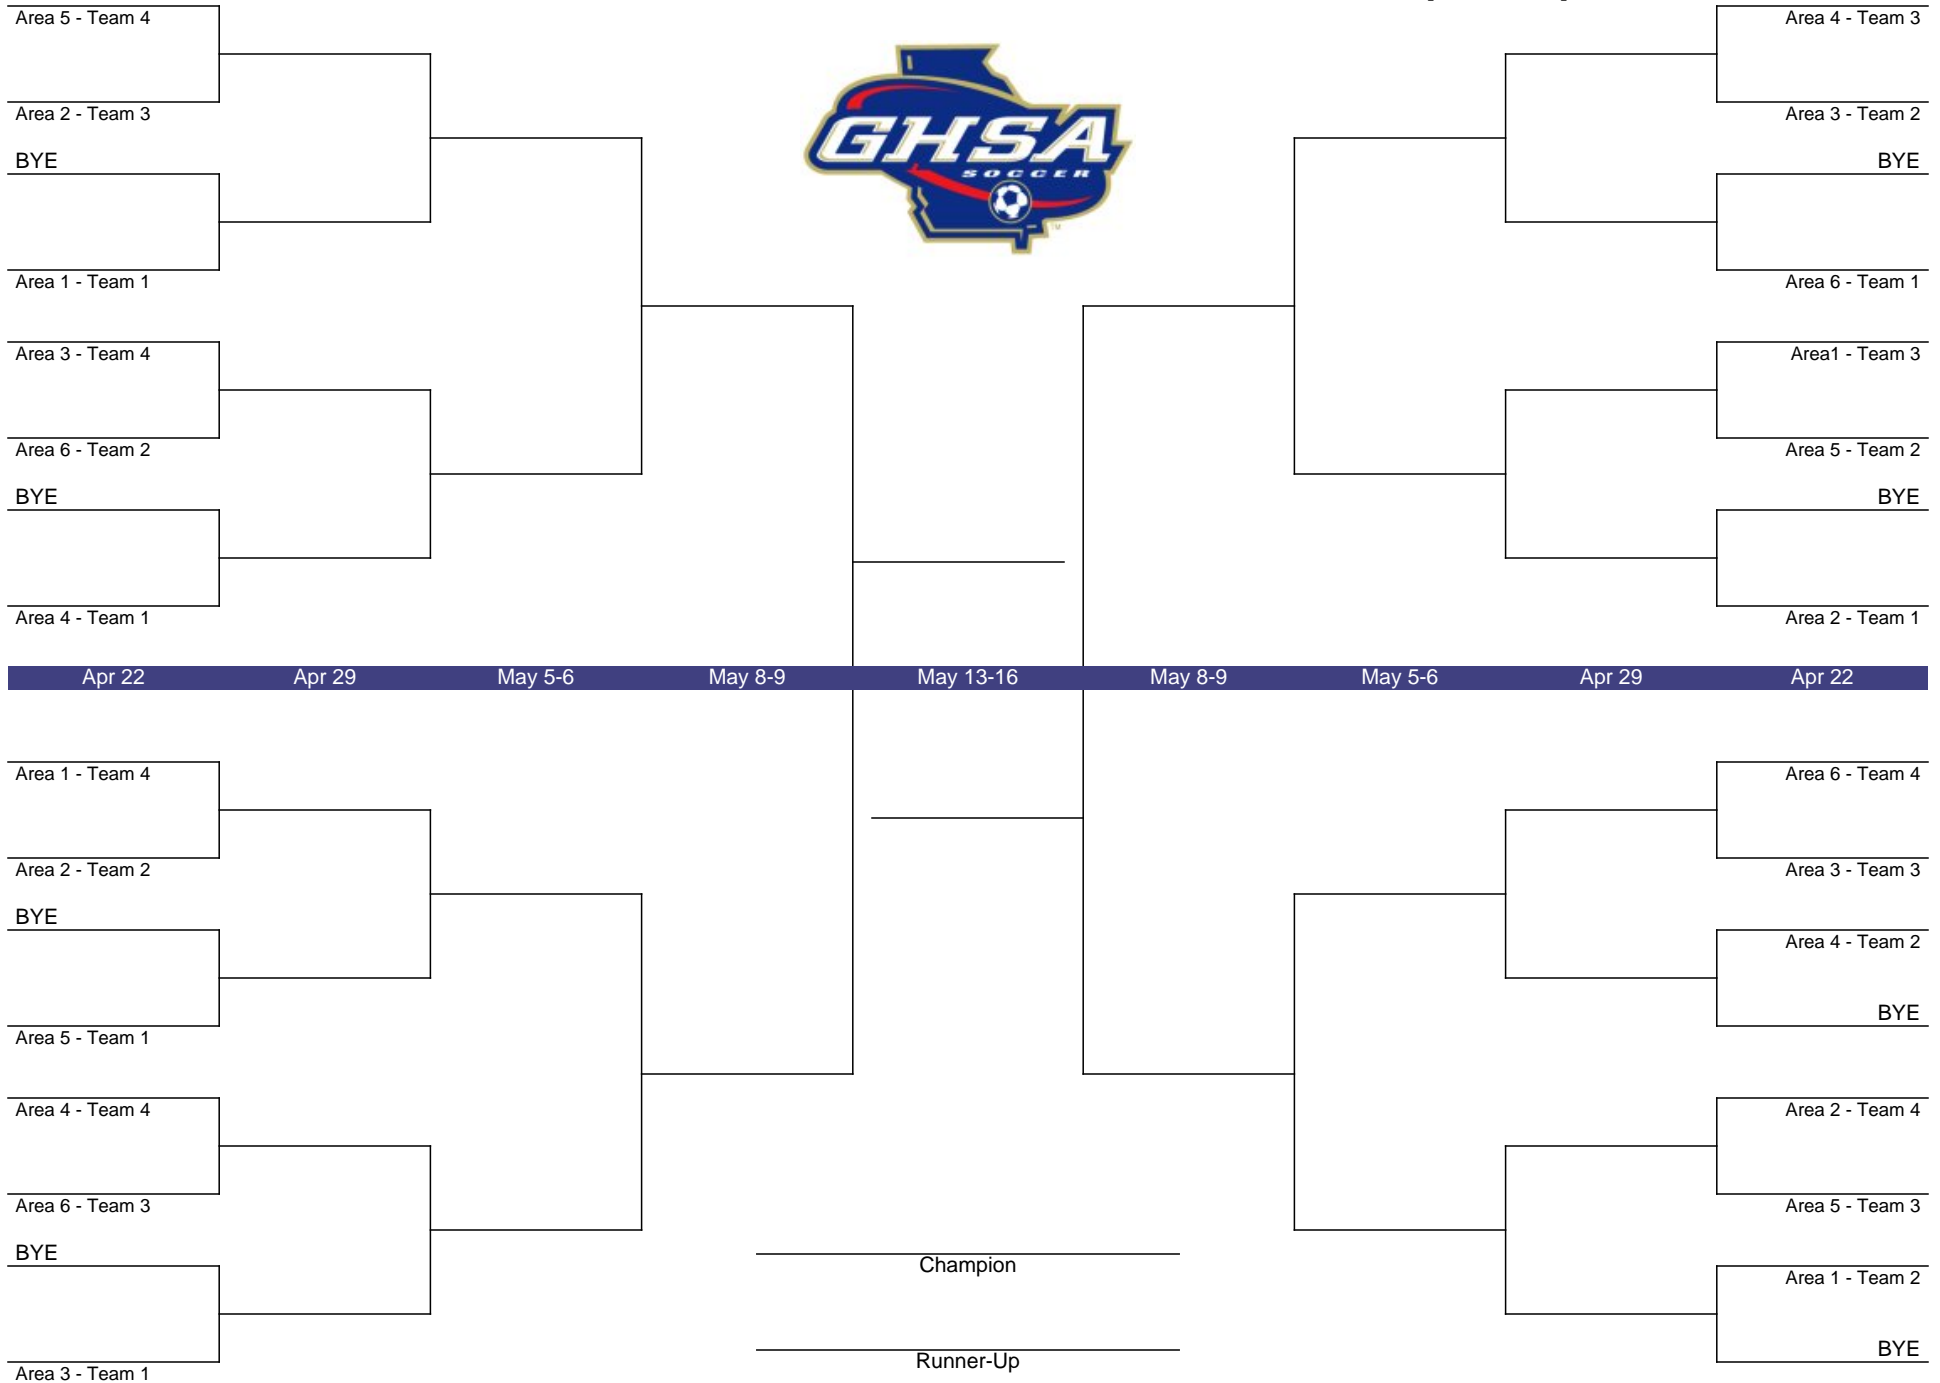 Area 5 - Team 4
Area 2 - Team 3
BYE
Area 1 - Team 1
Area 3 - Team 4
Area 6 - Team 2
BYE
Area 4 - Team 1
GHSA
SOCCER
TM
Area 4 - Team 3
Area 3 - Team 2
BYE
Area 6 - Team 1
Area1 - Team 3
Area 5 - Team 2
BYE
Area 2 - Team 1
Apr 22 Apr 29 May 5-6 May 8-9 May 13-16 May 8-9 May 5-6 Apr 29 Apr 22
Area 1 - Team 4
Area 2 - Team 2
BYE
Area 5 - Team 1
Area 4 - Team 4
Area 6 - Team 3
BYE
Area 3 - Team 1
Champion
Runner-Up
Area 6 - Team 4
Area 3 - Team 3
Area 4 - Team 2
BYE
Area 2 - Team 4
Area 5 - Team 3
Area 1 - Team 2
BYE